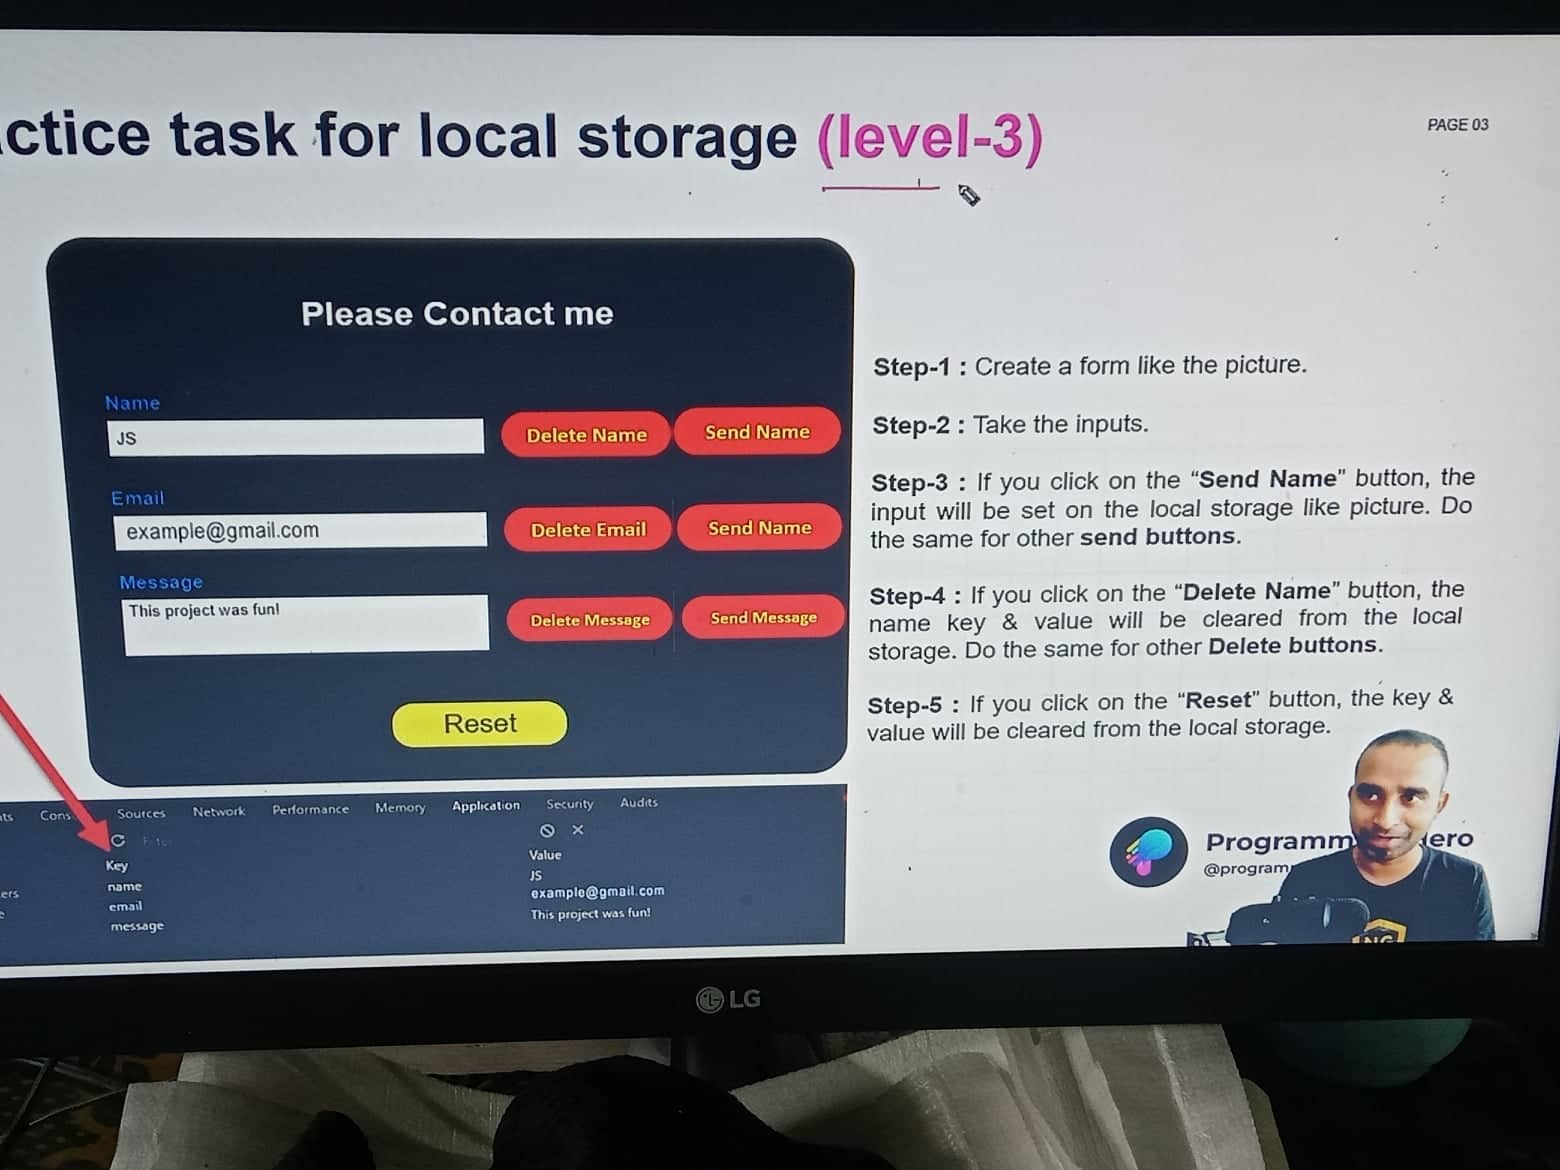 ctice task for local storage (level-3)
PAGE 03
Please Contact me
Name
JS
Delete Name
Send Name
Email
example@gmail.com
Delete Email
Send Name
Message
This project was fun!
Delete Message
Send Message
Reset
Step-1 : Create a form like the picture.
Step-2 : Take the inputs.
Step-3 : If you click on the “Send Name” button, the
input will be set on the local storage like picture. Do
the same for other send buttons.
Step-4 : If you click on the “Delete Name” button, the
name key & value will be cleared from the local
storage. Do the same for other Delete buttons.
Step-5 : If you click on the “Reset” button, the key &
value will be cleared from the local storage.
Sources Network Performance Memory Application Security Audits
Key Value
name JS
email example@gmail.com
message This project was fun!
Programm ero
@program
LG